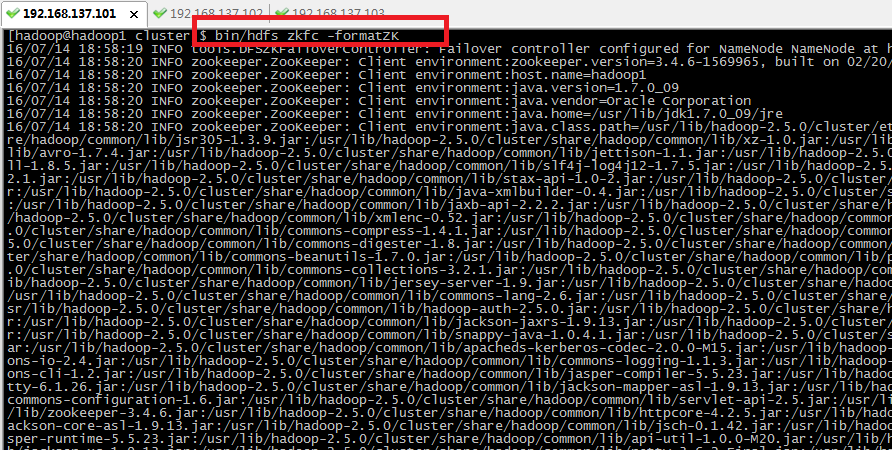 192.168.137.101 × 192.168.137.102 192.168.137.103
[hadoop@hadoop1 cluster $ bin/hdfs zkfc -formatZK
16/07/14 18:58:19 INFO tools.DFSZKFailoverController: Failover controller configured for NameNode NameNode at h
16/07/14 18:58:20 INFO zookeeper.ZooKeeper: Client environment:zookeeper.version=3.4.6-1569965, built on 02/20/
16/07/14 18:58:20 INFO zookeeper.ZooKeeper: Client environment:host.name=hadoop1
16/07/14 18:58:20 INFO zookeeper.ZooKeeper: Client environment:java.version=1.7.0_09
16/07/14 18:58:20 INFO zookeeper.ZooKeeper: Client environment:java.vendor=Oracle Corporation
16/07/14 18:58:20 INFO zookeeper.ZooKeeper: Client environment:java.home=/usr/lib/jdk1.7.0_09/jre
16/07/14 18:58:20 INFO zookeeper.ZooKeeper: Client environment:java.class.path=/usr/lib/hadoop-2.5.0/cluster/et
re/hadoop/common/lib/jsr305-1.3.9.jar:/usr/lib/hadoop-2.5.0/cluster/share/hadoop/common/lib/xz-1.0.jar:/usr/lib
lib/avro-1.7.4.jar:/usr/lib/hadoop-2.5.0/cluster/share/hadoop/common/lib/jettison-1.1.jar:/usr/lib/hadoop-2.5.0
ll-1.8.5.jar:/usr/lib/hadoop-2.5.0/cluster/share/hadoop/common/lib/slf4j-log4j12-1.7.5.jar:/usr/lib/hadoop-2.5.
2.1.jar:/usr/lib/hadoop-2.5.0/cluster/share/hadoop/common/lib/stax-api-1.0-2.jar:/usr/lib/hadoop-2.5.0/cluster/
r:/usr/lib/hadoop-2.5.0/cluster/share/hadoop/common/lib/java-xmlbuilder-0.4.jar:/usr/lib/hadoop-2.5.0/cluster/s
:/usr/lib/hadoop-2.5.0/cluster/share/hadoop/common/lib/jaxb-api-2.2.2.jar:/usr/lib/hadoop-2.5.0/cluster/share/h
/hadoop-2.5.0/cluster/share/hadoop/common/lib/xmlenc-0.52.jar:/usr/lib/hadoop-2.5.0/cluster/share/hadoop/common
.0/cluster/share/hadoop/common/lib/commons-compress-1.4.1.jar:/usr/lib/hadoop-2.5.0/cluster/share/hadoop/common
5.0/cluster/share/hadoop/common/lib/commons-digester-1.8.jar:/usr/lib/hadoop-2.5.0/cluster/share/hadoop/common/
ter/share/hadoop/common/lib/commons-beanutils-1.7.0.jar:/usr/lib/hadoop-2.5.0/cluster/share/hadoop/common/lib/p
.0/cluster/share/hadoop/common/lib/commons-collections-3.2.1.jar:/usr/lib/hadoop-2.5.0/cluster/share/hadoop/com
ib/hadoop-2.5.0/cluster/share/hadoop/common/lib/jersey-server-1.9.jar:/usr/lib/hadoop-2.5.0/cluster/share/hadoo
/usr/lib/hadoop-2.5.0/cluster/share/hadoop/common/lib/commons-lang-2.6.jar:/usr/lib/hadoop-2.5.0/cluster/share/
sr/lib/hadoop-2.5.0/cluster/share/hadoop/common/lib/hadoop-auth-2.5.0.jar:/usr/lib/hadoop-2.5.0/cluster/share/h
r:/usr/lib/hadoop-2.5.0/cluster/share/hadoop/common/lib/jackson-jaxrs-1.9.13.jar:/usr/lib/hadoop-2.5.0/cluster/
r:/usr/lib/hadoop-2.5.0/cluster/share/hadoop/common/lib/snappy-java-1.0.4.1.jar:/usr/lib/hadoop-2.5.0/cluster/s
ar:/usr/lib/hadoop-2.5.0/cluster/share/hadoop/common/lib/apacheds-kerberos-codec-2.0.0-M15.jar:/usr/lib/hadoop-
ons-io-2.4.jar:/usr/lib/hadoop-2.5.0/cluster/share/hadoop/common/lib/commons-logging-1.1.3.jar:/usr/lib/hadoop-
ons-cli-1.2.jar:/usr/lib/hadoop-2.5.0/cluster/share/hadoop/common/lib/jasper-compiler-5.5.23.jar:/usr/lib/hadoo
tty-6.1.26.jar:/usr/lib/hadoop-2.5.0/cluster/share/hadoop/common/lib/jackson-mapper-asl-1.9.13.jar:/usr/lib/had
commons-configuration-1.6.jar:/usr/lib/hadoop-2.5.0/cluster/share/hadoop/common/lib/servlet-api-2.5.jar:/usr/li
/lib/zookeeper-3.4.6.jar:/usr/lib/hadoop-2.5.0/cluster/share/hadoop/common/lib/httpcore-4.2.5.jar:/usr/lib/hado
ackson-core-asl-1.9.13.jar:/usr/lib/hadoop-2.5.0/cluster/share/hadoop/common/lib/jsch-0.1.42.jar:/usr/lib/hadoo
sper-runtime-5.5.23.jar:/usr/lib/hadoop-2.5.0/cluster/share/hadoop/common/lib/api-util-1.0.0-M20.jar:/usr/lib/h